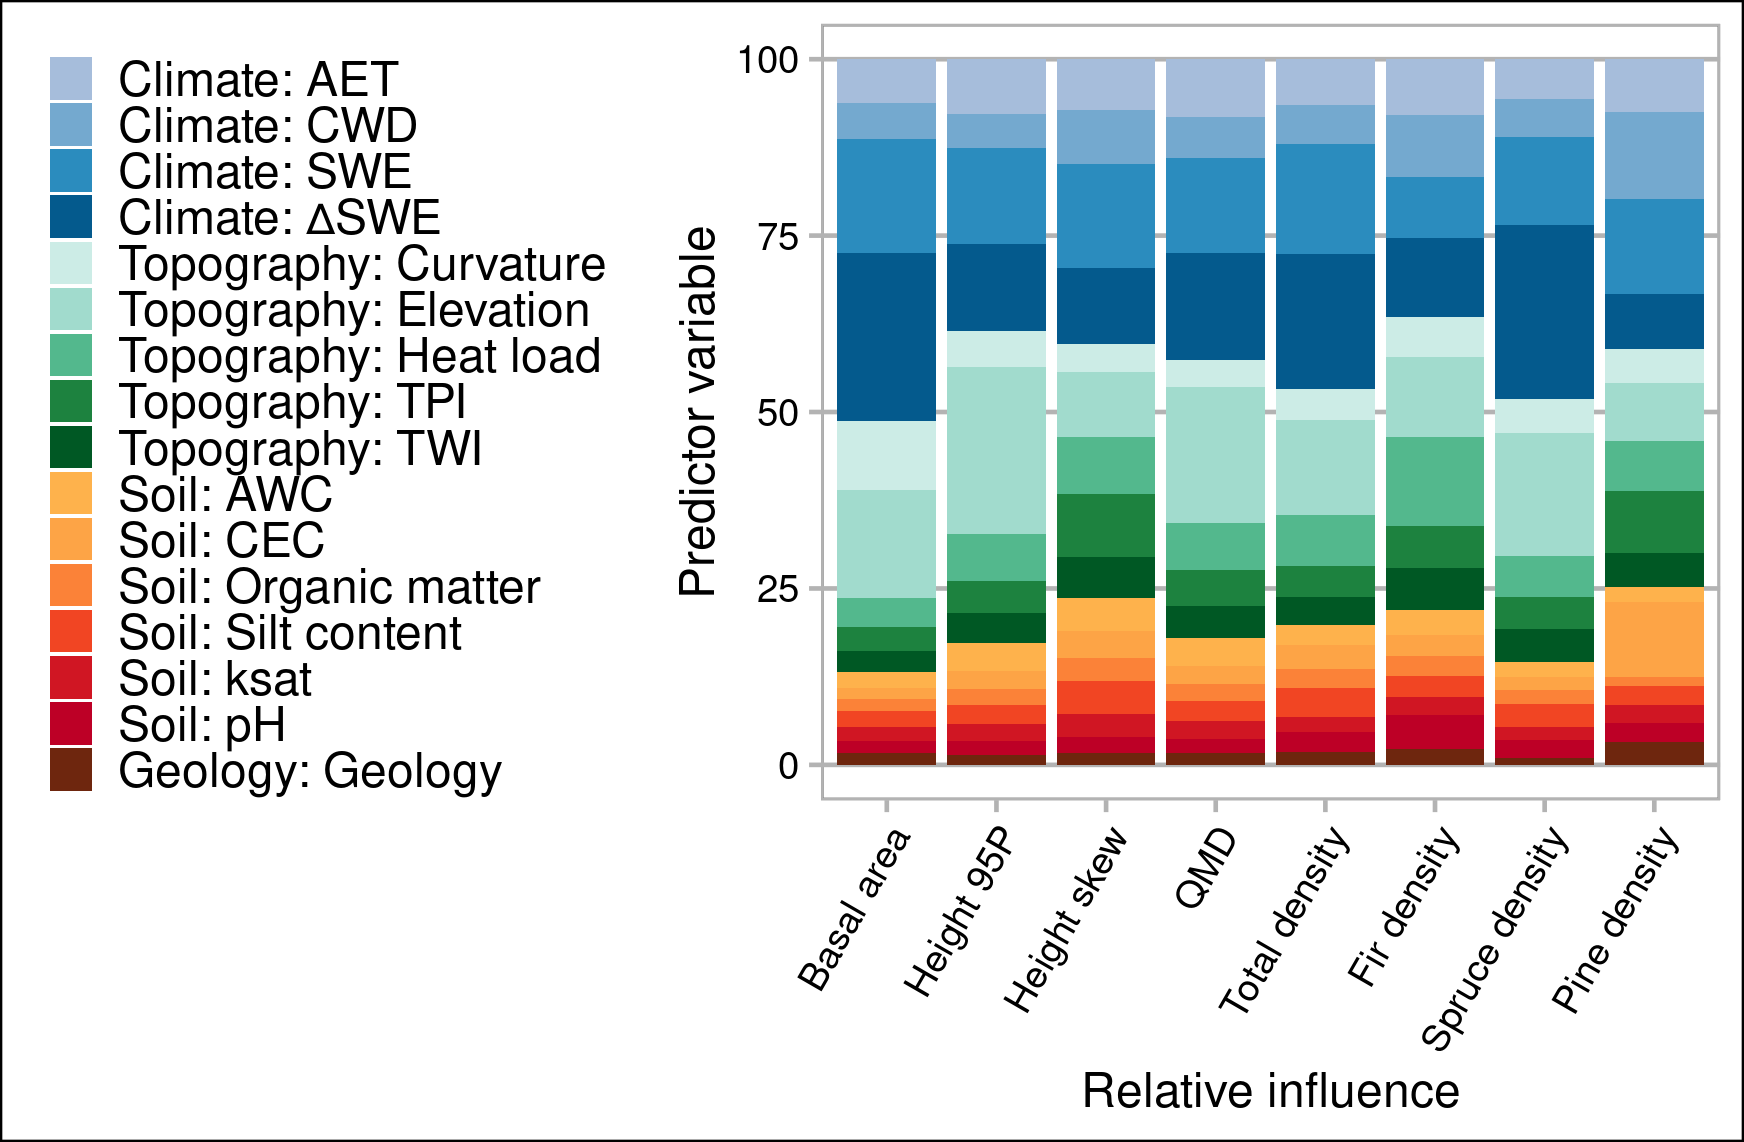 Climate: AET
Climate: CWD
Climate: SWE
Climate: ΔSWE
Topography: Curvature
Topography: Elevation
Topography: Heat load
Topography: TPI
Topography: TWI
Soil: AWC
Soil: CEC
Soil: Organic matter
Soil: Silt content
Soil: ksat
Soil: pH
Geology: Geology
Predictor variable
100
75
50
25
0
Basal area
Height 95P
Height skew
QMD
Total density
Fir density
Spruce density
Pine density
Relative influence